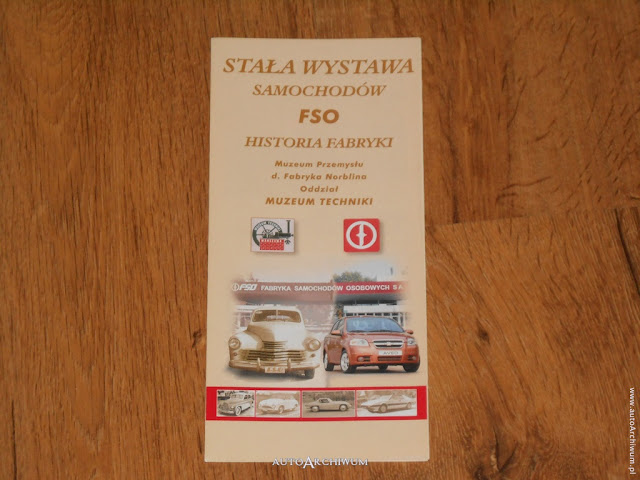 STAŁA WYSTAWA
SAMOCHODÓW
FSO
HISTORIA FABRYKI
Muzeum Przemysłu
d. Fabryka Norblina
Oddział
MUZEUM TECHNIKI
FSO FABRYKA SAMOCHODÓW OSOBOWYCH S.A.
AUTOARCHIWUM
www.autoArchiwum.pl